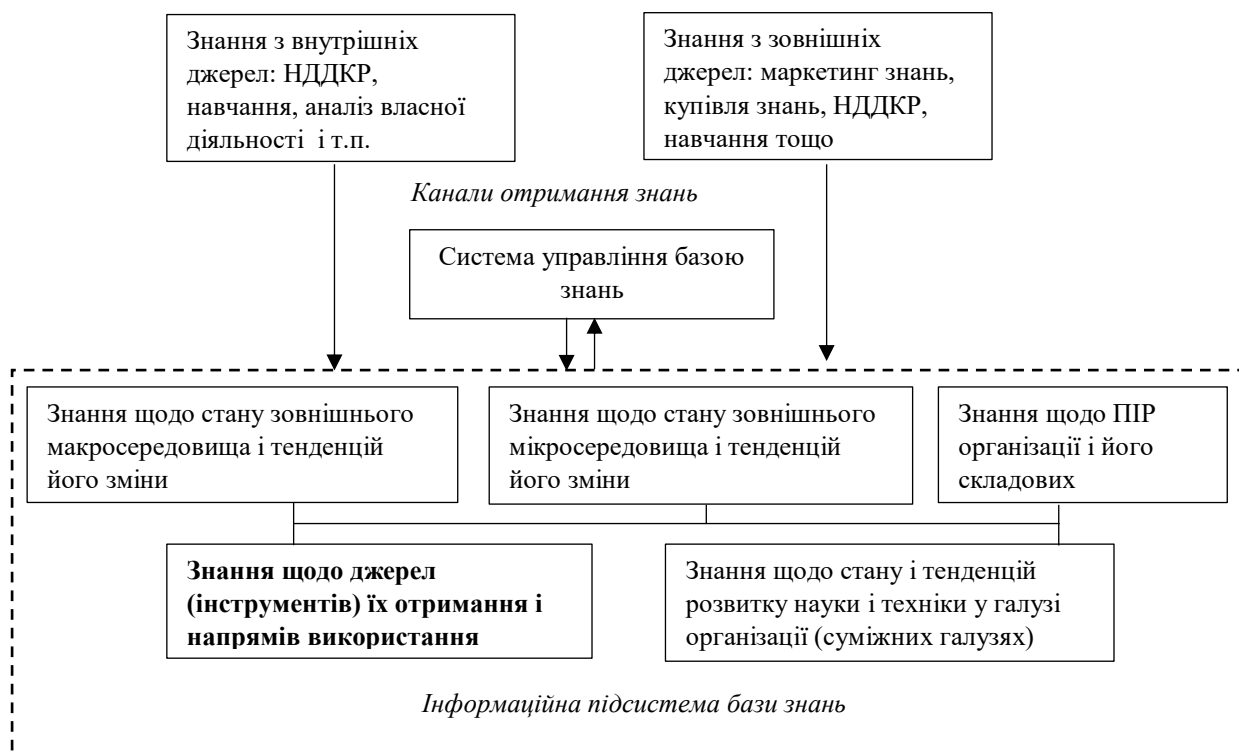 Знання з внутрішніх
джерел: НДДКР,
навчання, аналіз власної
діяльності і т.п.
Знання з зовнішніх
джерел: маркетинг знань,
купівля знань, НДДКР,
навчання тощо
Канали отримання знань
Система управління базою
знань
Знання щодо стану зовнішнього
макросередовища і тенденцій
його зміни
Знання щодо стану зовнішнього
мікросередовища і тенденцій
його зміни
Знання щодо ПІР
організації і його
складових
Знання щодо джерел
(інструментів) їх отримання і
напрямів використання
Знання щодо стану і тенденцій
розвитку науки і техніки у галузі
організації (суміжних галузях)
Інформаційна підсистема бази знань